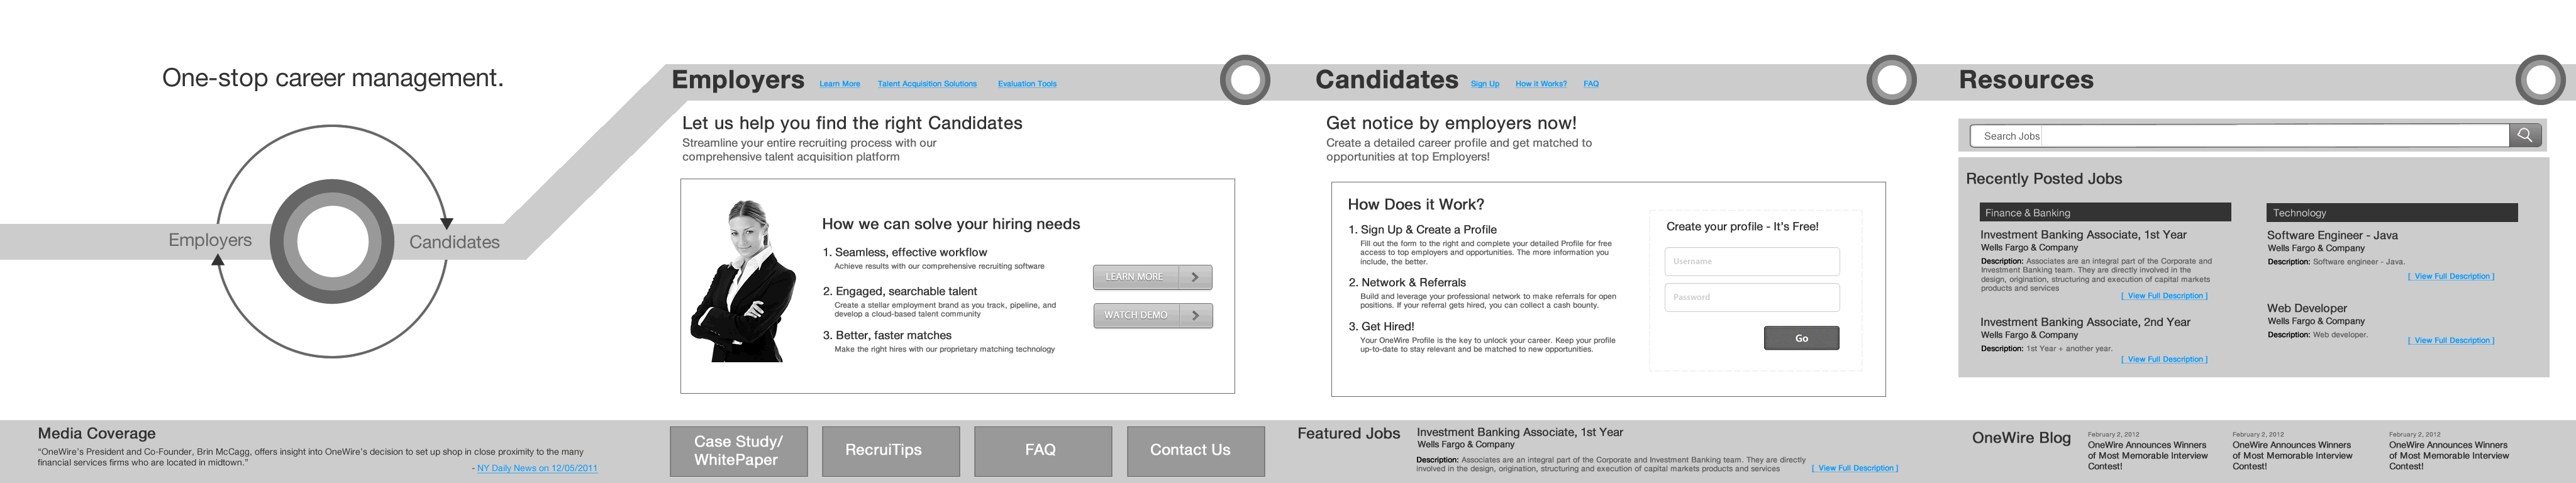 One-stop career management.
Employers
Candidates
Media Coverage
"OneWire's President and Co-Founder, Brin McCagg, offers insight into OneWire's decision to set up shop in close proximity to the many
financial services firms who are located in midtown."
- NY Daily News on 12/05/2011
Employers
Learn More
Talent Acquisition Solutions
Evaluation Tools
Let us help you find the right Candidates
Streamline your entire recruiting process with our
comprehensive talent acquisition platform
How we can solve your hiring needs
1. Seamless, effective workflow
Achieve results with our comprehensive recruiting software
2. Engaged, searchable talent
Create a stellar employment brand as you track, pipeline, and
develop a cloud-based talent community
3. Better, faster matches
Make the right hires with our proprietary matching technology
LEARN MORE
WATCH DEMO
Case Study/
WhitePaper
RecruiTips
FAQ
Contact Us
Candidates
Sign Up
How it Works?
FAQ
Get notice by employers now!
Create a detailed career profile and get matched to
opportunities at top Employers!
How Does it Work?
1. Sign Up & Create a Profile
Fill out the form to the right and complete your detailed Profile for free
access to top employers and opportunities. The more information you
include, the better.
2. Network & Referrals
Build and leverage your professional network to make referrals for open
positions. If your referral gets hired, you can collect a cash bounty.
3. Get Hired!
Your OneWire Profile is the key to unlock your career. Keep your profile
up-to-date to stay relevant and be matched to new opportunities.
Create your profile - It's Free!
Username
Password
Go
Featured Jobs
Investment Banking Associate, 1st Year
Wells Fargo & Company
Description: Associates are an integral part of the Corporate and Investment Banking team. They are directly
involved in the design, origination, structuring and execution of capital markets products and services
[ View Full Description ]
Resources
Search Jobs
Recently Posted Jobs
Finance & Banking
Investment Banking Associate, 1st Year
Wells Fargo & Company
Description: Associates are an integral part of the Corporate and
Investment Banking team. They are directly involved in the
design, origination, structuring and execution of capital markets
products and services
[ View Full Description ]
Investment Banking Associate, 2nd Year
Wells Fargo & Company
Description: 1st Year + another year.
[ View Full Description ]
Technology
Software Engineer - Java
Wells Fargo & Company
Description: Software engineer - Java.
[ View Full Description ]
Web Developer
Wells Fargo & Company
Description: Web developer.
[ View Full Description ]
OneWire Blog
February 2, 2012
OneWire Announces Winners
of Most Memorable Interview
Contest!
February 2, 2012
OneWire Announces Winners
of Most Memorable Interview
Contest!
February 2, 2012
OneWire Announces Winners
of Most Memorable Interview
Contest!